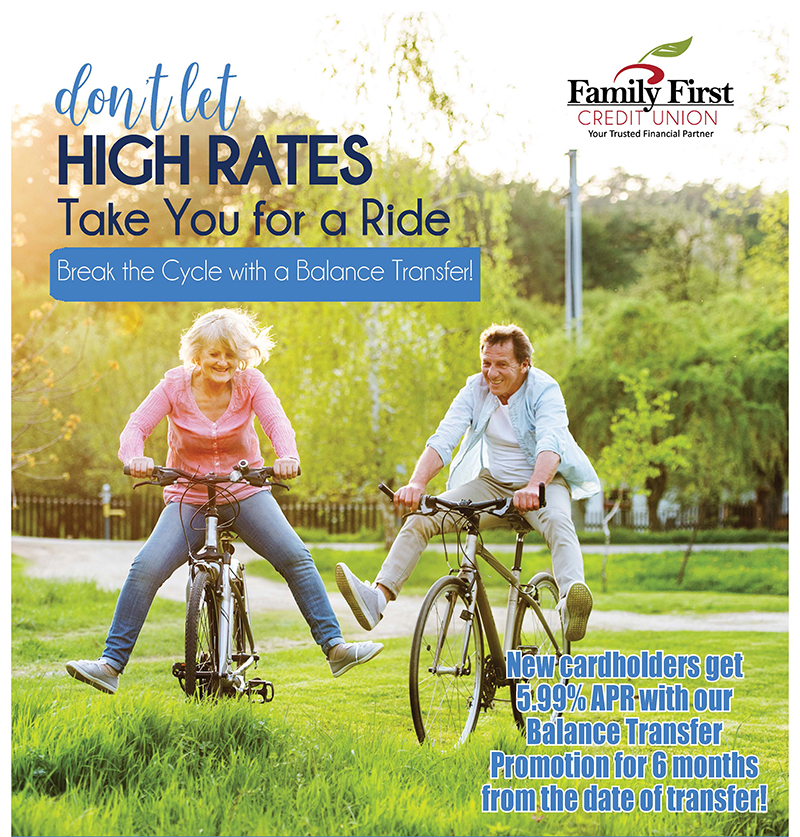 don't let
HIGH RATES
Take You for a Ride
Break the Cycle with a Balance Transfer!
Family First
CREDIT UNION
Your Trusted Financial Partner
New cardholders get
5.99% APR with our
Balance Transfer
Promotion for 6 months
from the date of transfer!